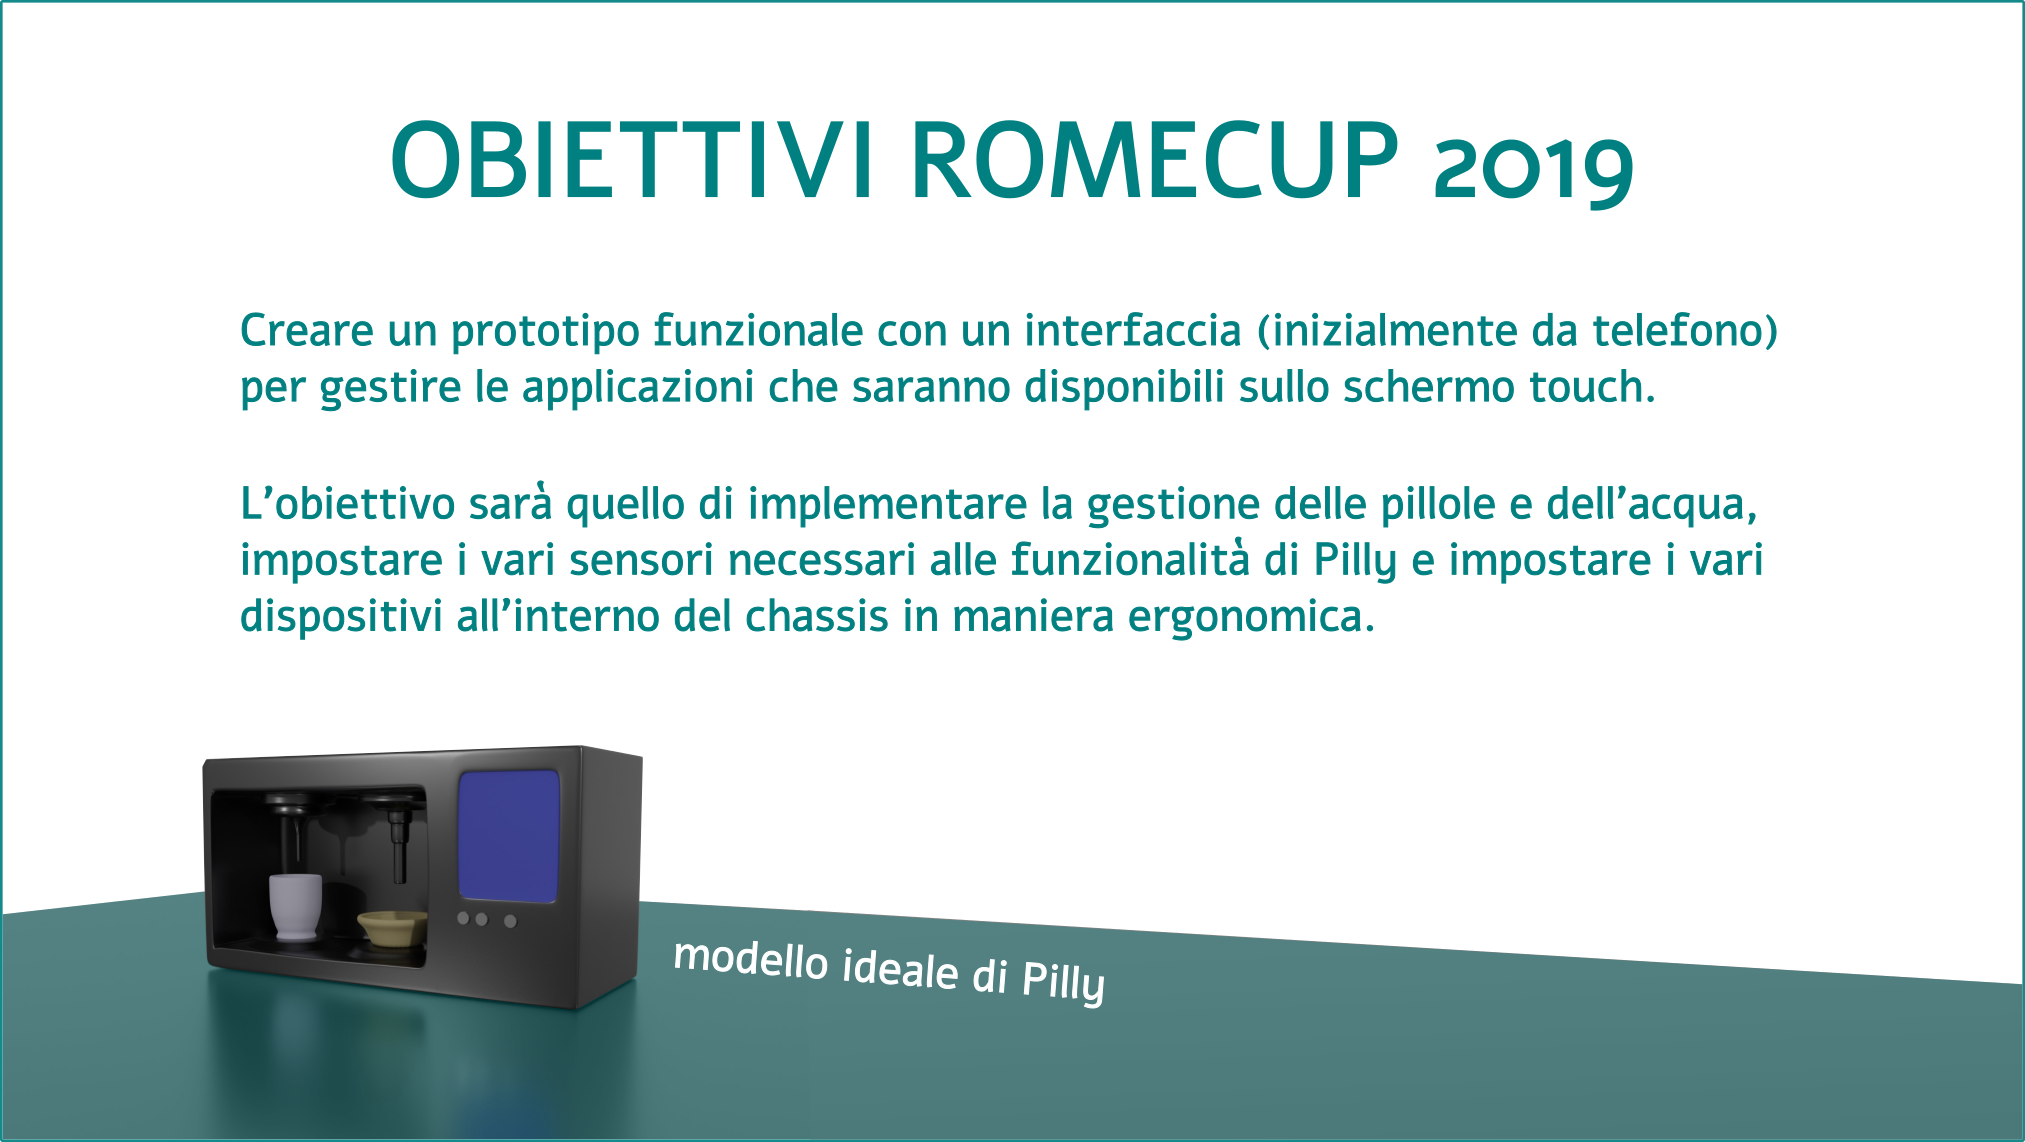 OBIETTIVI ROMECUP 2019
Creare un prototipo funzionale con un interfaccia (inizialmente da telefono)
per gestire le applicazioni che saranno disponibili sullo schermo touch.
L’obiettivo sarà quello di implementare la gestione delle pillole e dell’acqua,
impostare i vari sensori necessari alle funzionalità di Pilly e impostare i vari
dispositivi all’interno del chassis in maniera ergonomica.
modello ideale di Pilly